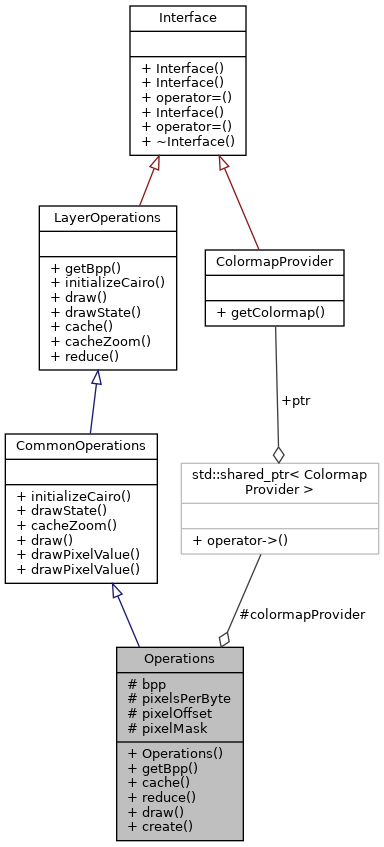 Interface
+ Interface()
+ Interface()
+ operator=()
+ Interface()
+ operator=()
+ ~Interface()
LayerOperations
+ getBpp()
+ initializeCairo()
+ draw()
+ drawState()
+ cache()
+ cacheZoom()
+ reduce()
ColormapProvider
+ getColormap()
+ptr
CommonOperations
+ initializeCairo()
+ drawState()
+ cacheZoom()
+ draw()
+ drawPixelValue()
+ drawPixelValue()
std::shared_ptr< Colormap
Provider >
+ operator->()
#colormapProvider
Operations
# bpp
# pixelsPerByte
# pixelOffset
# pixelMask
+ Operations()
+ getBpp()
+ cache()
+ reduce()
+ draw()
+ create()